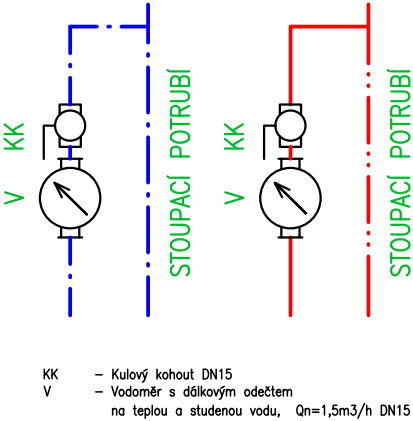 KK
V
STOUPACÍ POTRUBÍ
KK
V
STOUPACÍ POTRUBÍ
KK – Kulový kohout DN15
V – Vodoměr s dálkovým odečtem
na teplou a studenou vodu, Qn=1,5m3/h DN15